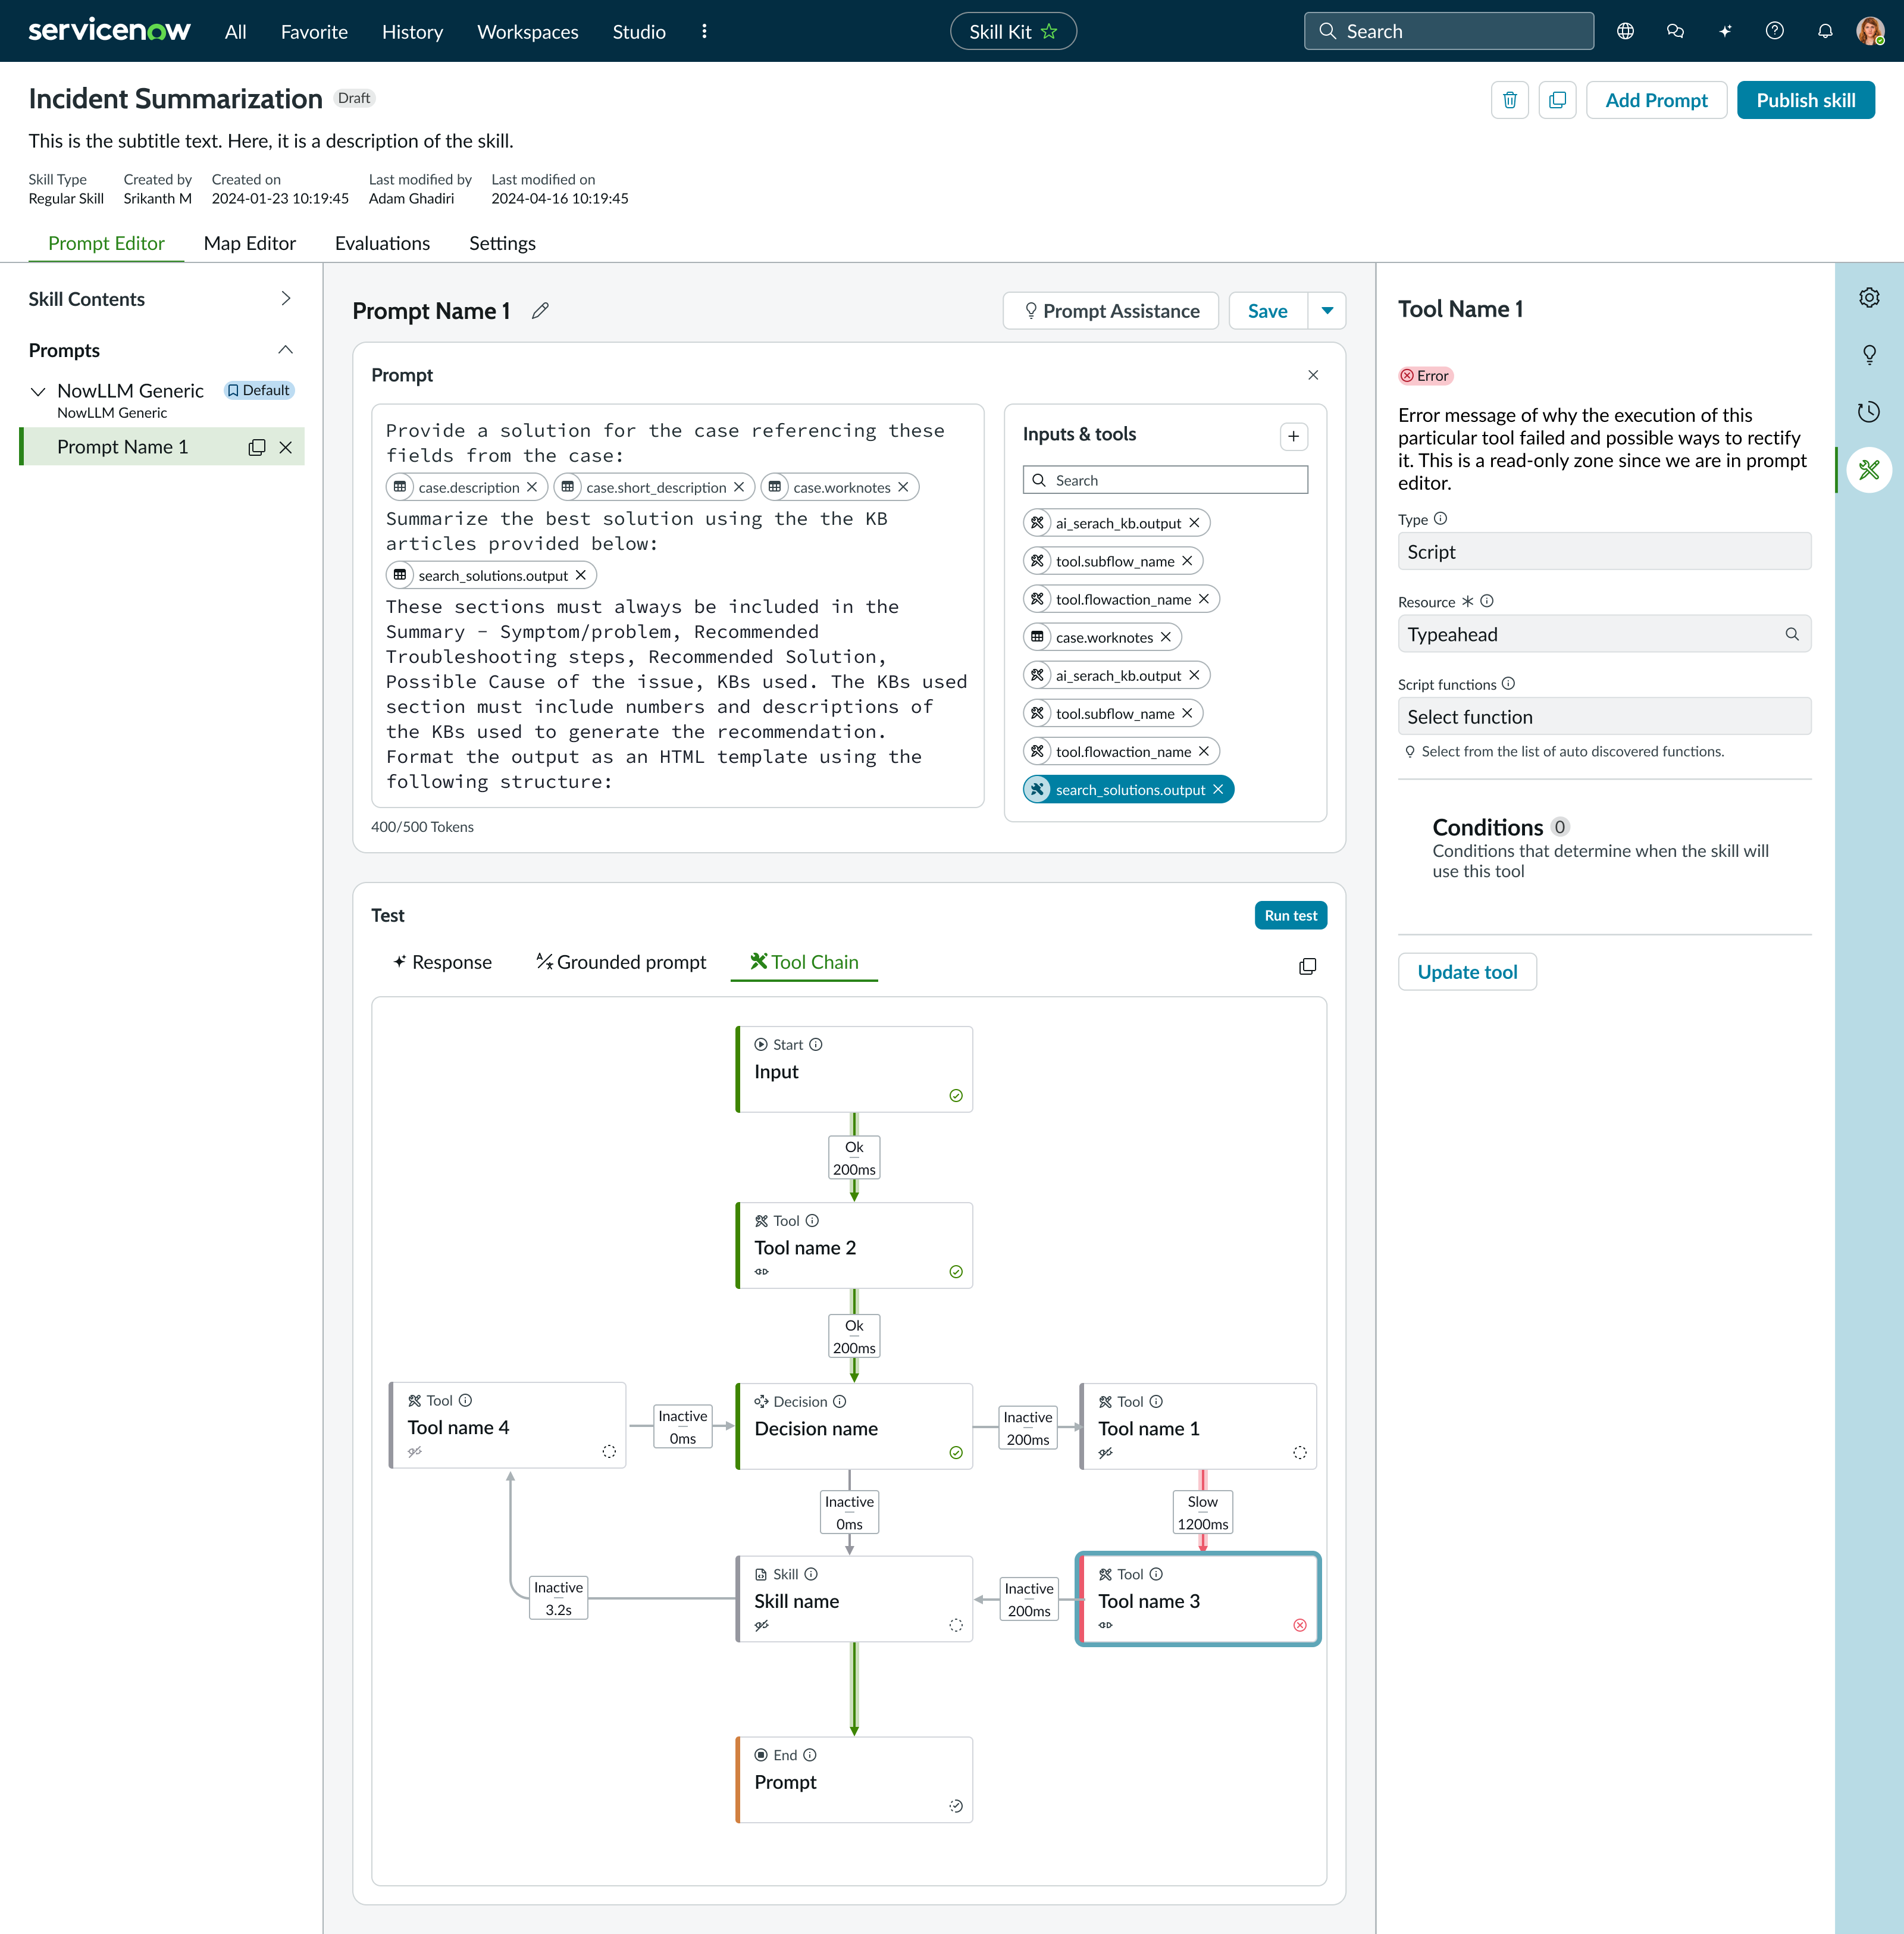 servicenow
All
Favorite
History
Workspaces
Studio
Skill Kit
Search
Incident Summarization
Draft
This is the subtitle text. Here, it is a description of the skill.
Add Prompt
Publish skill
Skill Type
Regular Skill
Created by
Srikanth M
Created on
2024-01-23 10:19:45
Last modified by
Adam Ghadiri
Last modified on
2024-04-16 10:19:45
Prompt Editor
Map Editor
Evaluations
Settings
Skill Contents
Prompts
NowLLM Generic
Default
NowLLM Generic
Prompt Name 1
Prompt Name 1
Prompt Assistance
Save
Prompt
Provide a solution for the case referencing these
fields from the case:
case.description
case.short_description
case.worknotes
Summarize the best solution using the the KB
articles provided below:
search_solutions.output
These sections must always be included in the
Summary - Symptom/problem, Recommended
Troubleshooting steps, Recommended Solution,
Possible Cause of the issue, KBs used. The KBs used
section must include numbers and descriptions of
the KBs used to generate the recommendation.
Format the output as an HTML template using the
following structure:
400/500 Tokens
Inputs & tools
Search
ai_serach_kb.output
tool.subflow_name
tool.flowaction_name
case.worknotes
ai_serach_kb.output
tool.subflow_name
tool.flowaction_name
search_solutions.output
Test
Run test
Response
Grounded prompt
Tool Chain
Start
Input
Ok
200ms
Tool
Tool name 2
Ok
200ms
Tool
Tool name 4
Inactive
0ms
Decision
Decision name
Inactive
200ms
Tool
Tool name 1
Inactive
0ms
Slow
1200ms
Inactive
3.2s
Skill
Skill name
Inactive
200ms
Tool
Tool name 3
End
Prompt
Tool Name 1
Error
Error message of why the execution of this
particular tool failed and possible ways to rectify
it. This is a read-only zone since we are in prompt
editor.
Type
Script
Resource
Typeahead
Script functions
Select function
Select from the list of auto discovered functions.
Conditions 0
Conditions that determine when the skill will
use this tool
Update tool